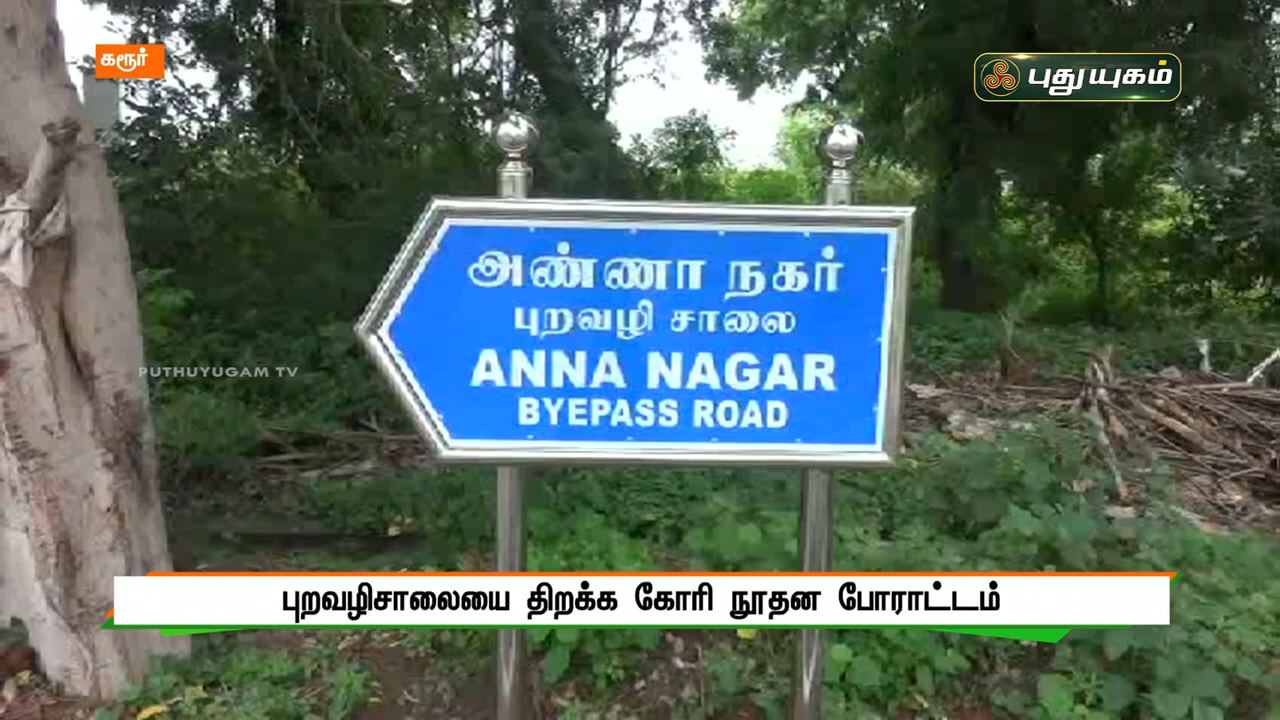 கரூர்
புதுயுகம்
அண்ணா நகர்
புறவழி சாலை
ANNA NAGAR
BYEPASS ROAD
PUTHUYUGAM TV
புறவழிசாலையை திறக்க கோரி நூதன போராட்டம்